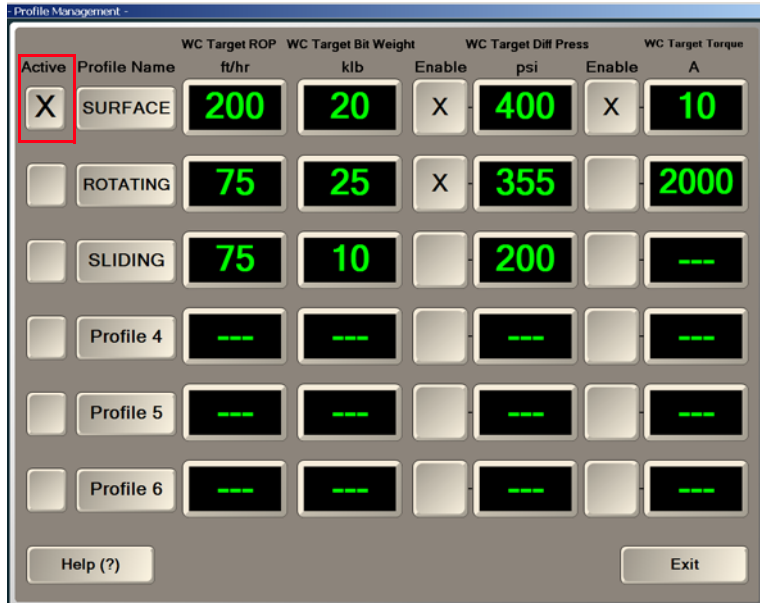 - Profile Management -
WC Target ROP WC Target Bit Weight WC Target Diff Press WC Target Torque
Active Profile Name ft/hr klb Enable psi Enable A
X SURFACE 200 20 X - 400 X - 10
ROTATING 75 25 X - 355 - 2000
SLIDING 75 10 - 200 - ---
Profile 4 --- --- - --- - ---
Profile 5 --- --- - --- - ---
Profile 6 --- --- - --- - ---
Help (?) Exit